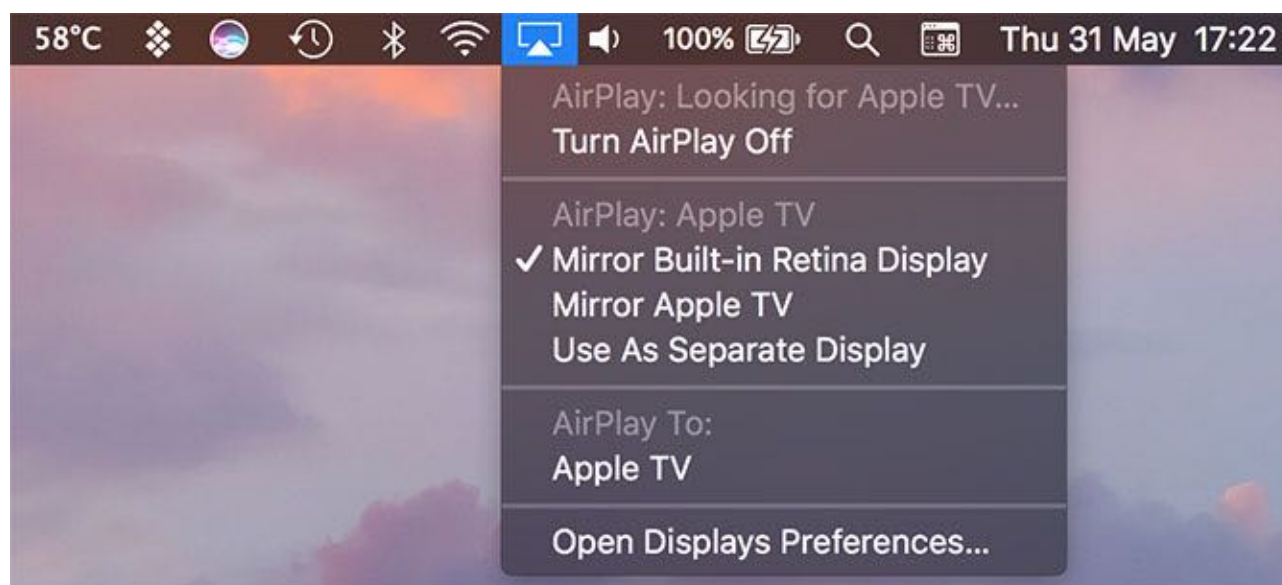 58°C 100% Thu 31 May 17:22
AirPlay: Looking for Apple TV...
Turn AirPlay Off
AirPlay: Apple TV
✓ Mirror Built-in Retina Display
Mirror Apple TV
Use As Separate Display
AirPlay To:
Apple TV
Open Displays Preferences...